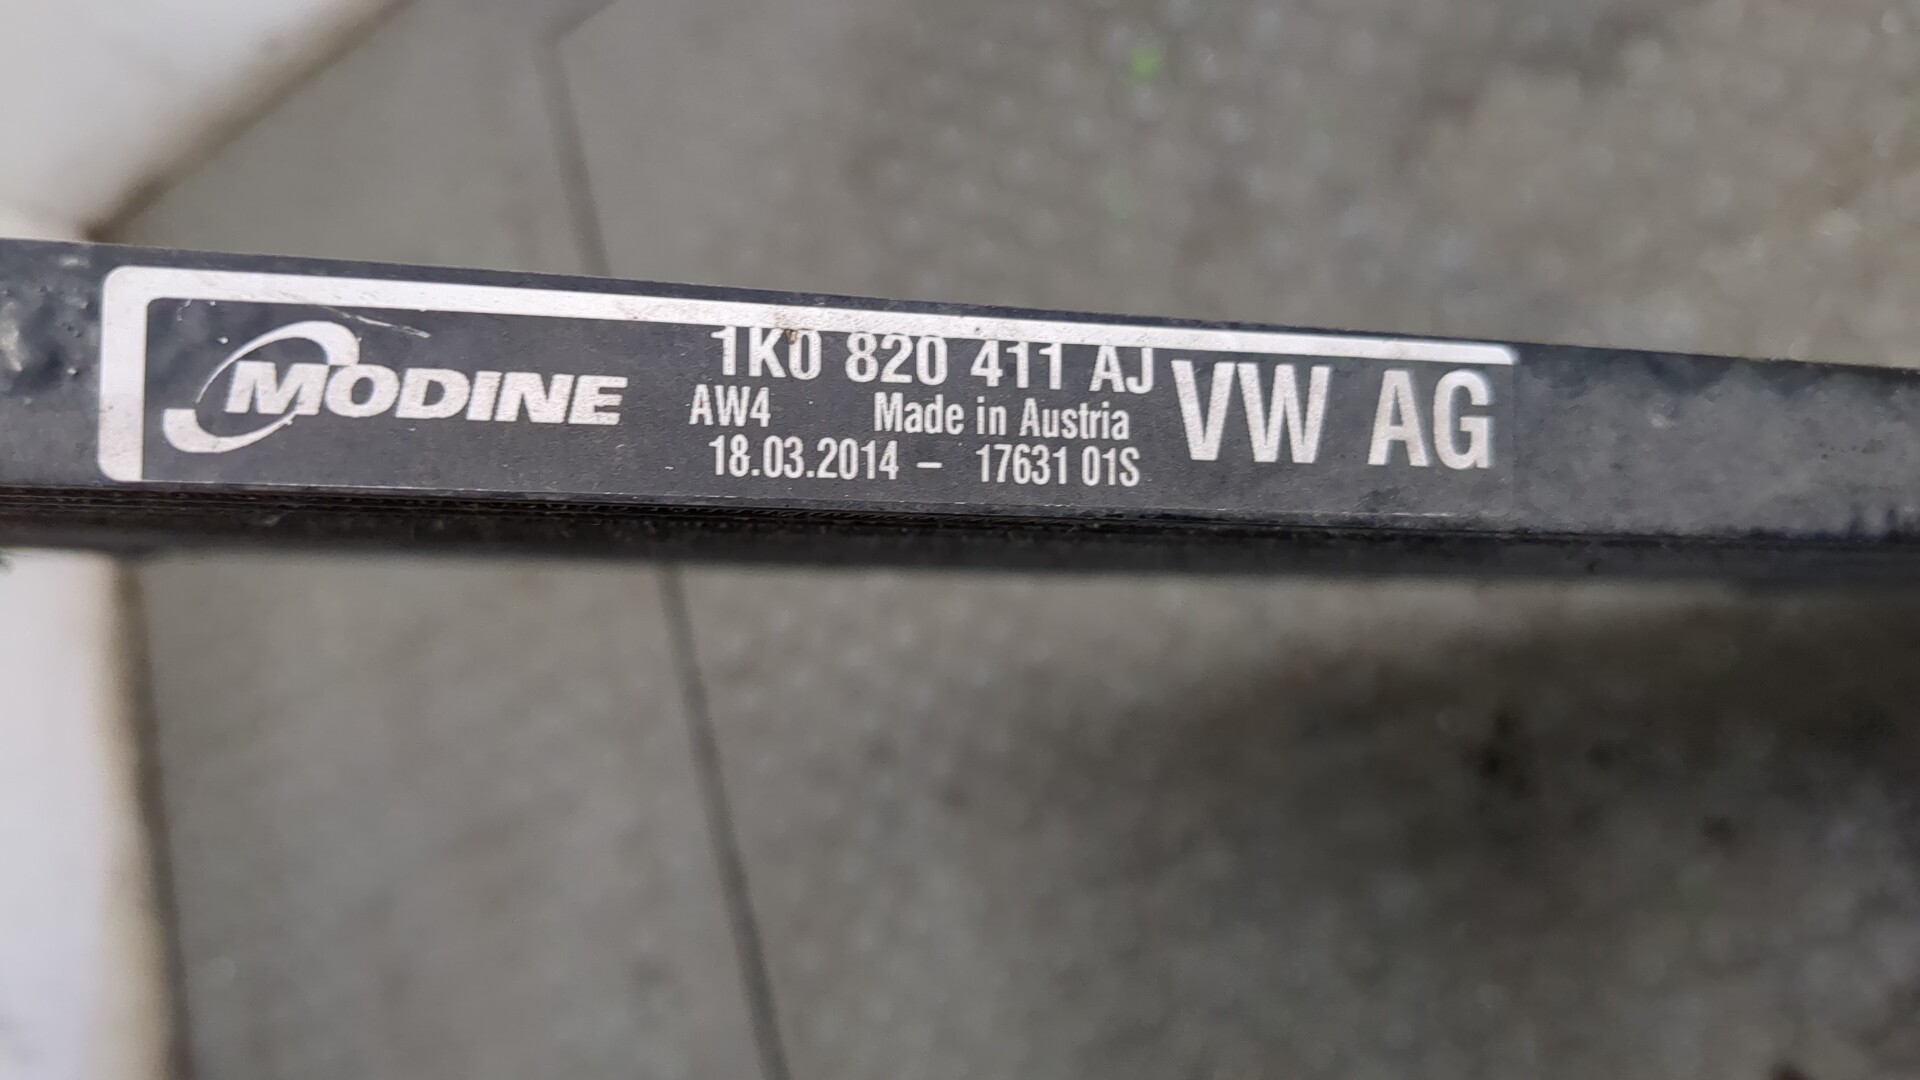 MODINE
1K0 820 411 AJ
AW4 Made in Austria
18.03.2014 – 17631 01S
VW AG